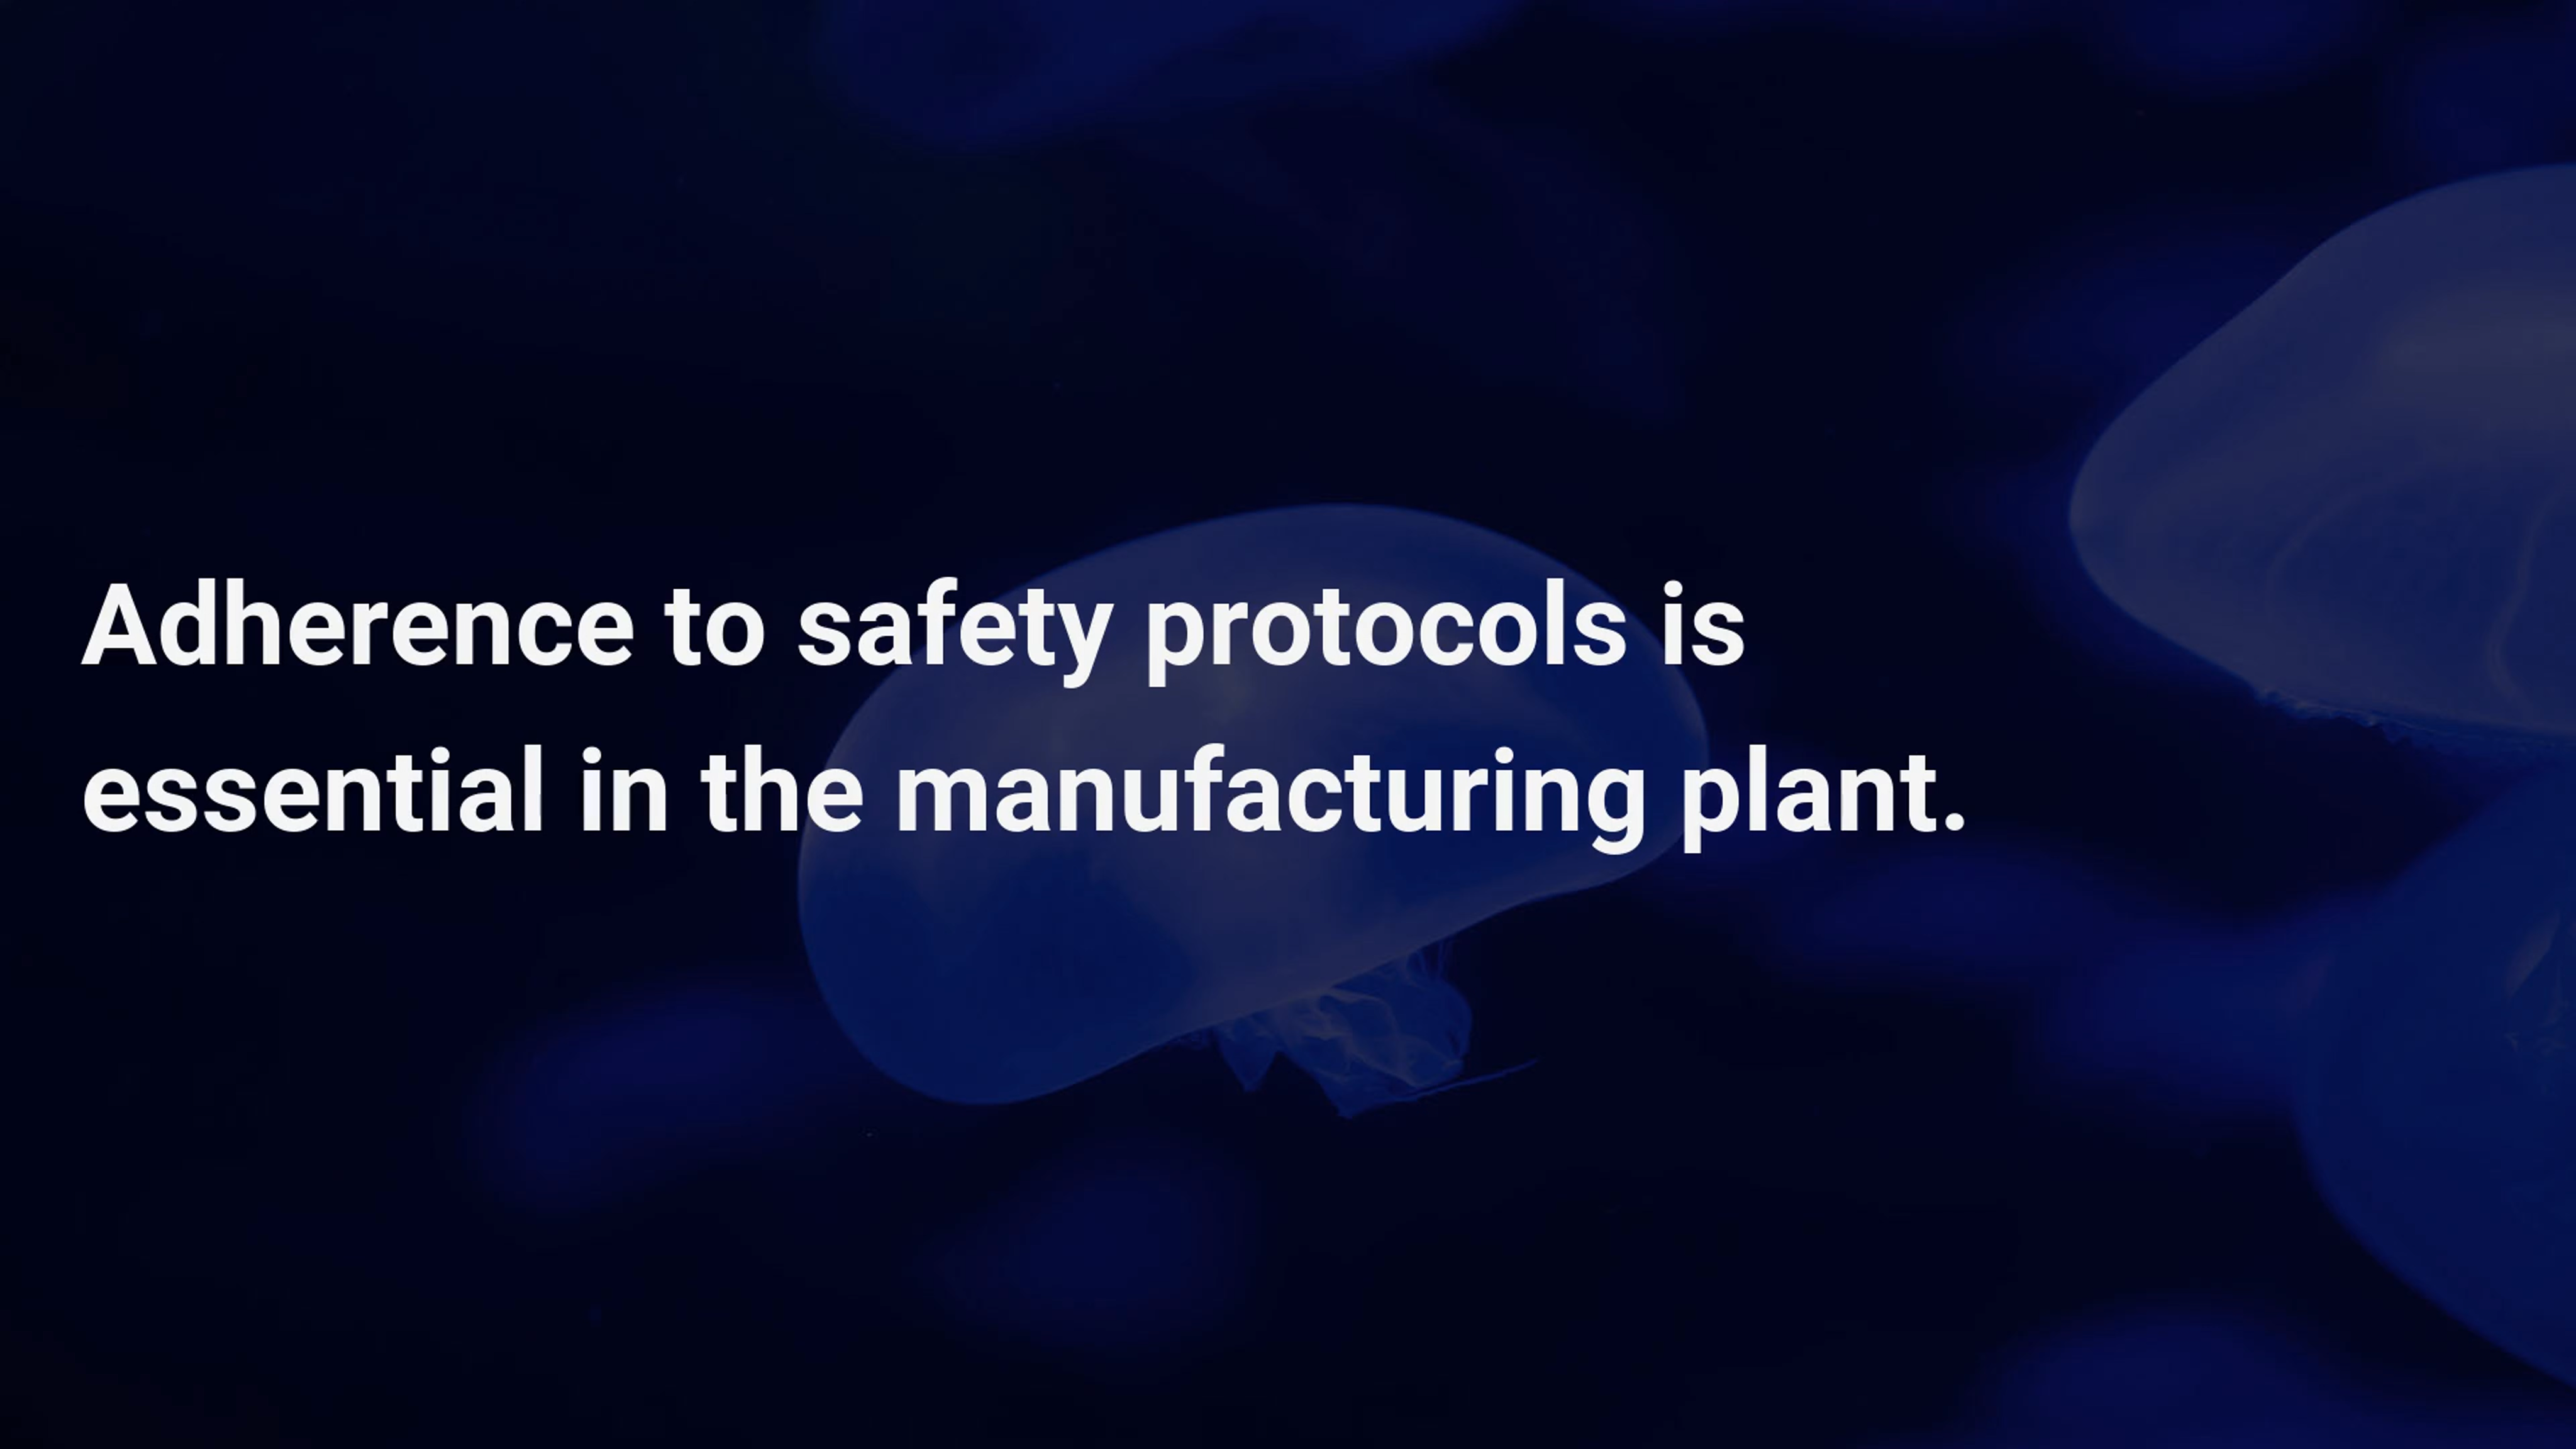 Adherence to safety protocols is
essential in the manufacturing plant.